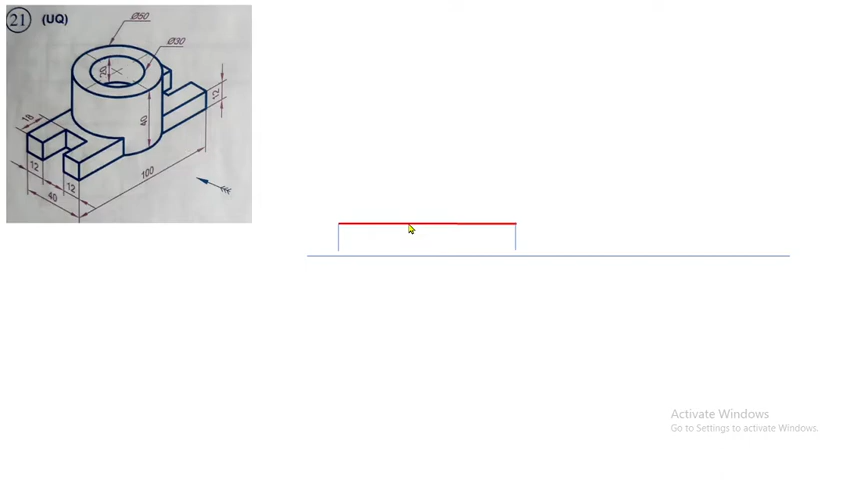 21 (UQ)
Ø50
Ø30
20
12
18
40
12
12
100
40
Activate Windows
Go to Settings to activate Windows.